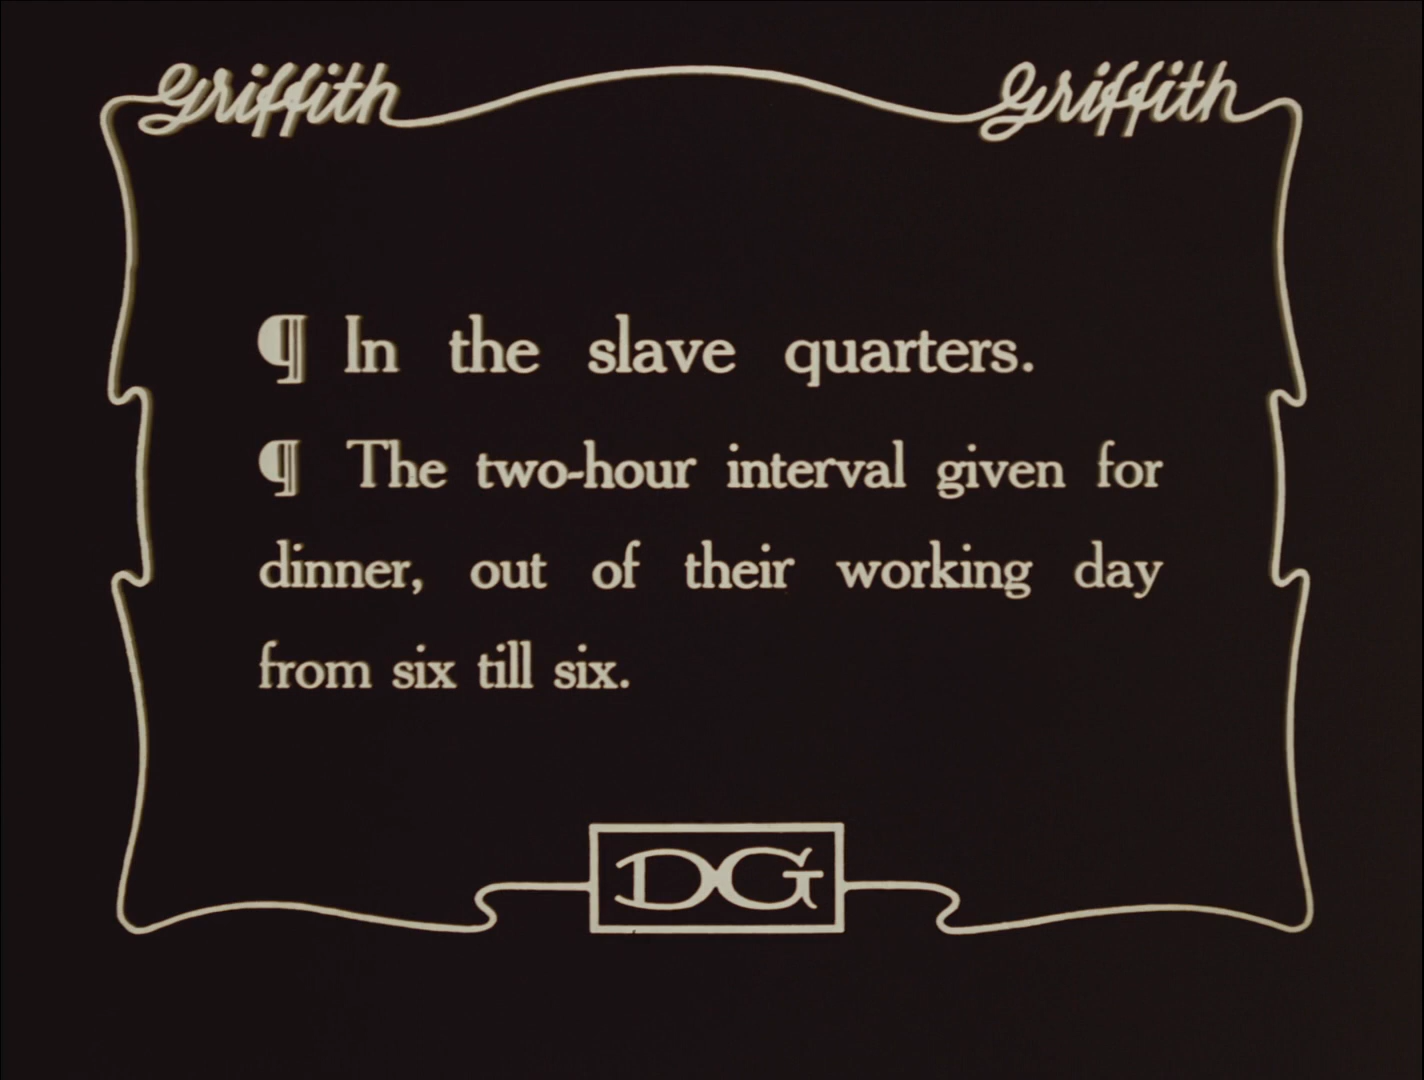 Griffith Griffith
¶ In the slave quarters.
¶ The two-hour interval given for
dinner, out of their working day
from six till six.
DG